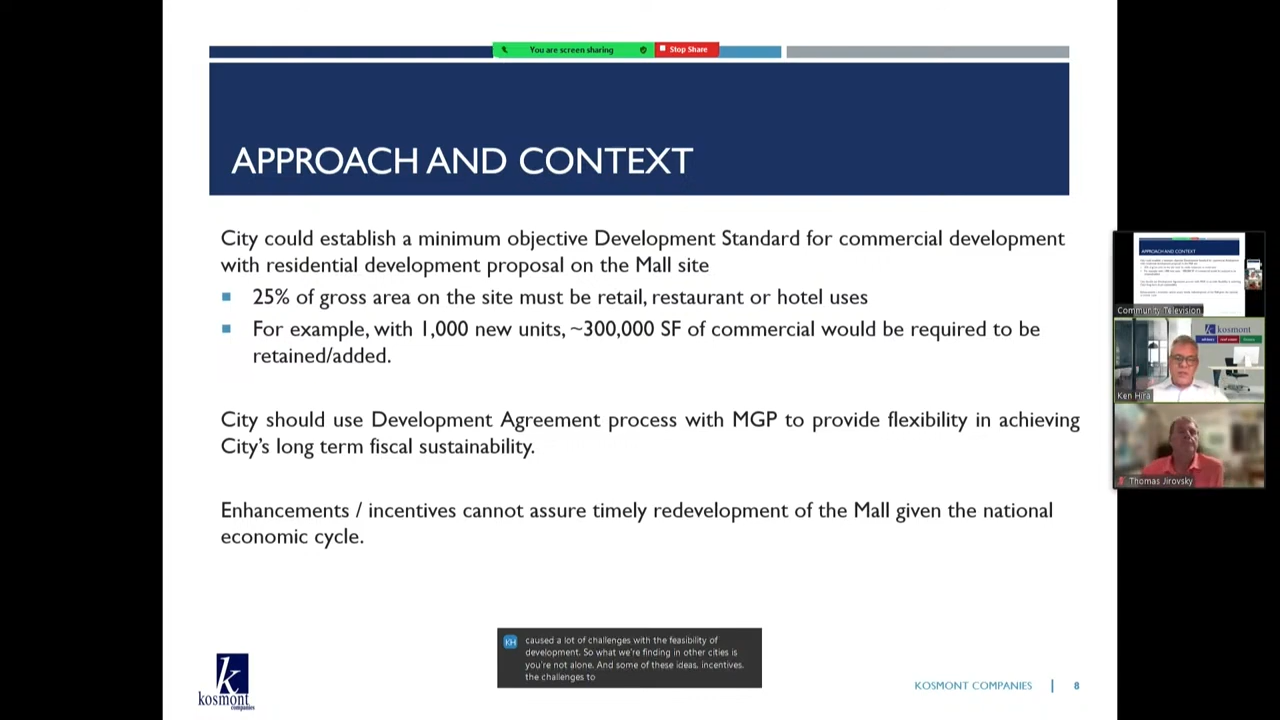 You are screen sharing
Stop Share
APPROACH AND CONTEXT
City could establish a minimum objective Development Standard for commercial development
with residential development proposal on the Mall site
25% of gross area on the site must be retail, restaurant or hotel uses
For example, with 1,000 new units, ~300,000 SF of commercial would be required to be
retained/added.
City should use Development Agreement process with MGP to provide flexibility in achieving
City's long term fiscal sustainability.
Enhancements / incentives cannot assure timely redevelopment of the Mall given the national
economic cycle.
KH
caused a lot of challenges with the feasibility of
development. So what we're finding in other cities is
you're not alone. And some of these ideas, incentives,
the challenges to
k
kosmont
companies
KOSMONT COMPANIES | 8
APPROACH AND CONTEXT
Community Television
kosmont
Ken Hira
Thomas Jirovsky